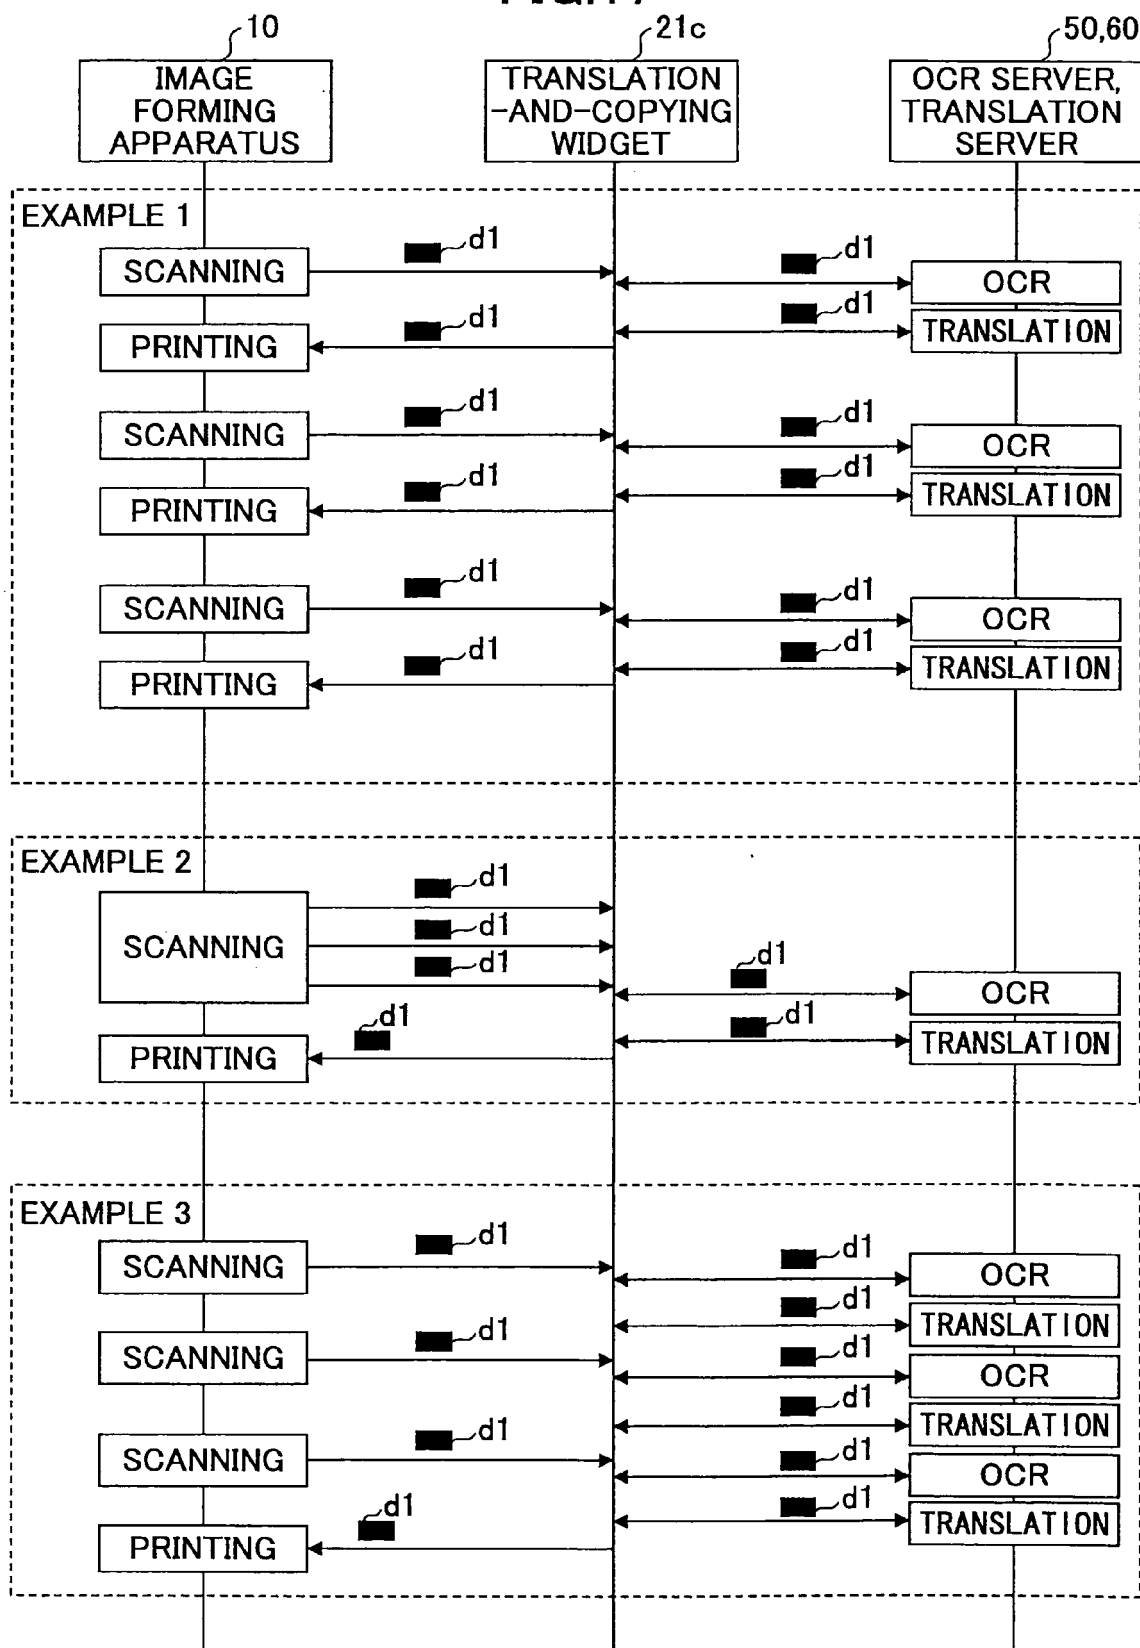 10
21c
50,60
IMAGE
FORMING
APPARATUS
TRANSLATION
-AND-COPYING
WIDGET
OCR SERVER,
TRANSLATION
SERVER
EXAMPLE 1
SCANNING
d1
d1
OCR
PRINTING
d1
d1
TRANSLATION
SCANNING
d1
d1
OCR
PRINTING
d1
d1
TRANSLATION
SCANNING
d1
d1
OCR
PRINTING
d1
d1
TRANSLATION
EXAMPLE 2
SCANNING
d1
d1
d1
d1
OCR
PRINTING
d1
d1
TRANSLATION
EXAMPLE 3
SCANNING
d1
d1
OCR
d1
TRANSLATION
SCANNING
d1
d1
OCR
d1
TRANSLATION
SCANNING
d1
d1
OCR
PRINTING
d1
d1
TRANSLATION